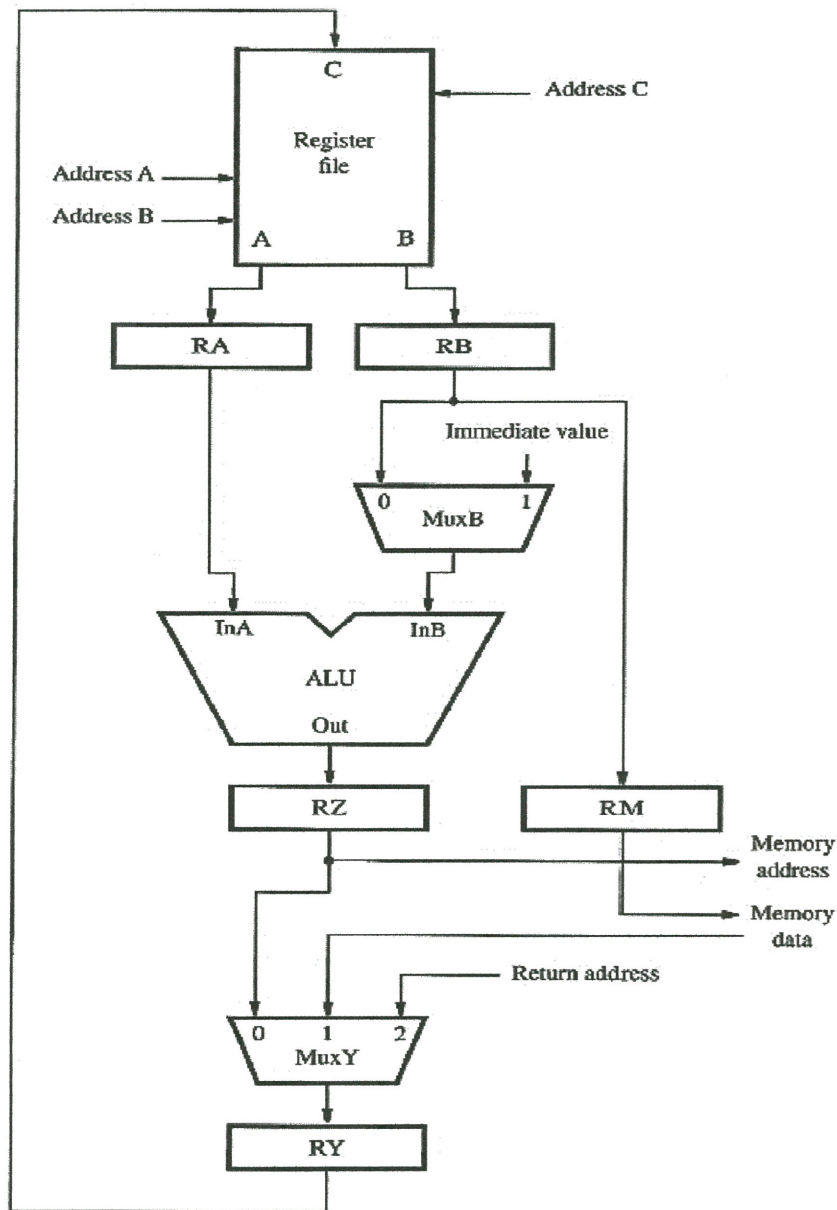 C
Address C
Register
file
Address A
Address B
A
B
RA
RB
Immediate value
0
1
MuxB
InA
InB
ALU
Out
RZ
RM
Memory
address
Memory
data
Return address
0
1
2
MuxY
RY